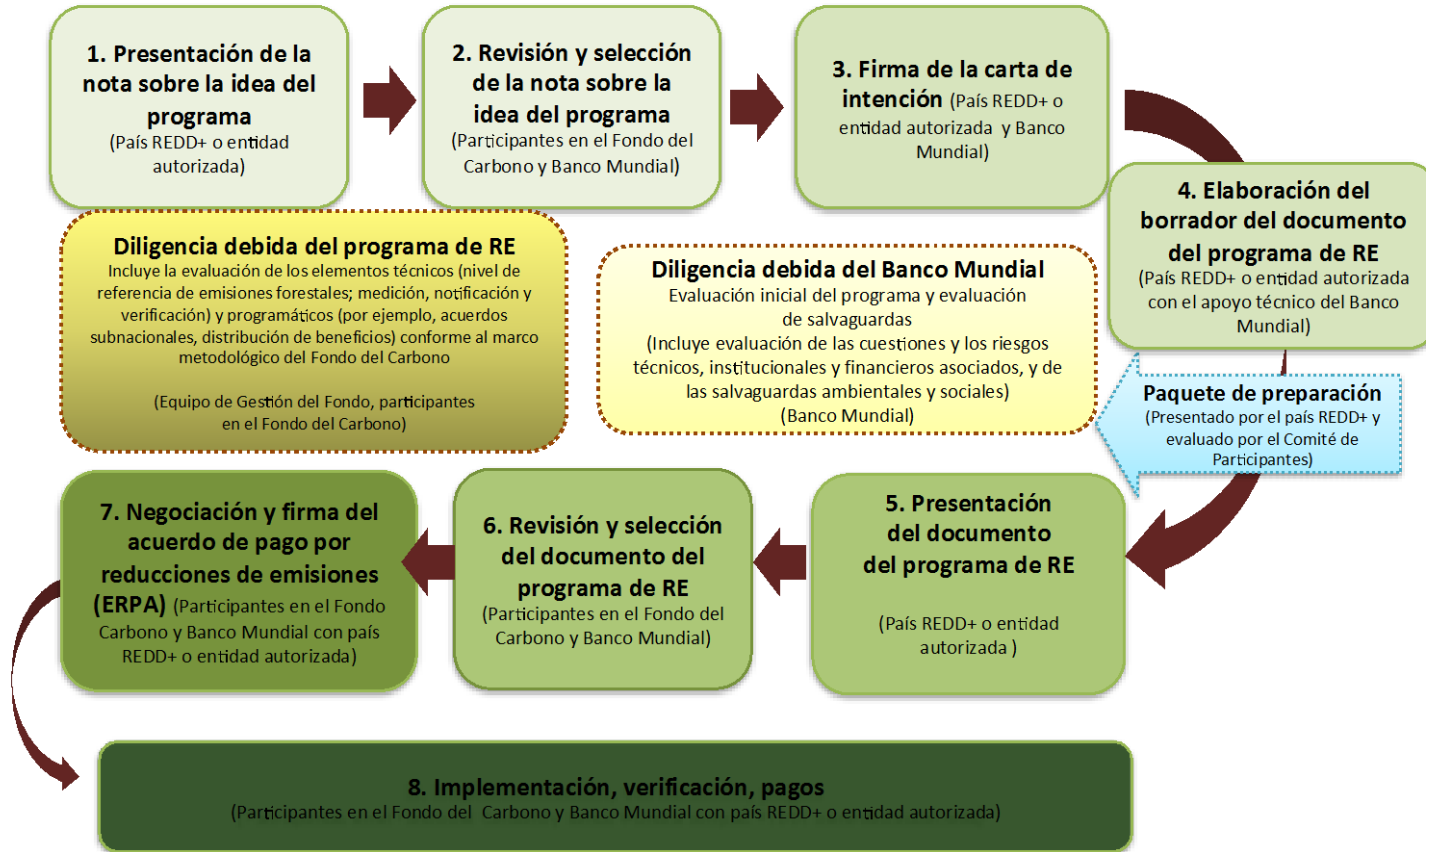 1. Presentación de la
nota sobre la idea del
programa
(País REDD+ o entidad
autorizada)
2. Revisión y selección
de la nota sobre la
idea del programa
(Participantes en el Fondo del
Carbono y Banco Mundial)
3. Firma de la carta de
intención (País REDD+ o
entidad autorizada y Banco
Mundial)
4. Elaboración del
borrador del documento
del programa de RE
(País REDD+ o entidad autorizada
con el apoyo técnico del Banco
Mundial)
Diligencia debida del programa de RE
Incluye la evaluación de los elementos técnicos (nivel de
referencia de emisiones forestales; medición, notificación y
verificación) y programáticos (por ejemplo, acuerdos
subnacionales, distribución de beneficios) conforme al marco
metodológico del Fondo del Carbono
(Equipo de Gestión del Fondo, participantes
en el Fondo del Carbono)
Diligencia debida del Banco Mundial
Evaluación inicial del programa y evaluación
de salvaguardas
(Incluye evaluación de las cuestiones y los riesgos
técnicos, institucionales y financieros asociados, y de
las salvaguardas ambientales y sociales)
(Banco Mundial)
Paquete de preparación
(Presentado por el país REDD+ y
evaluado por el Comité de
Participantes)
5. Presentación
del documento
del programa de RE
(País REDD+ o entidad
autorizada )
6. Revisión y selección
del documento del
programa de RE
(Participantes en el Fondo del
Carbono y Banco Mundial)
7. Negociación y firma del
acuerdo de pago por
reducciones de emisiones
(ERPA) (Participantes en el Fondo
Carbono y Banco Mundial con país
REDD+ o entidad autorizada)
8. Implementación, verificación, pagos
(Participantes en el Fondo del Carbono y Banco Mundial con país REDD+ o entidad autorizada)